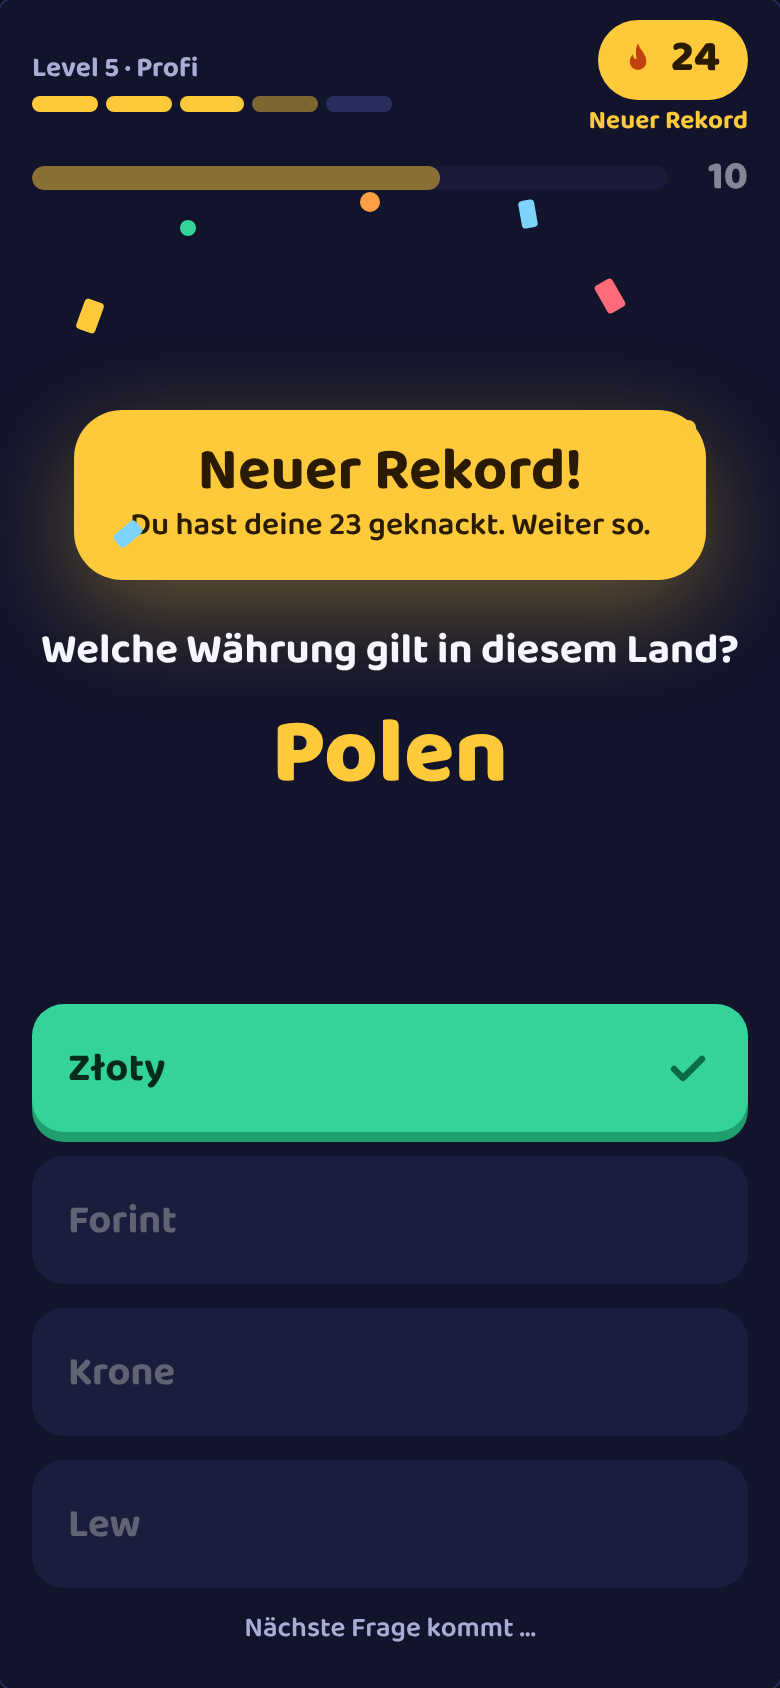 Level 5 · Profi
24
Neuer Rekord
10
Neuer Rekord!
Du hast deine 23 geknackt. Weiter so.
Welche Währung gilt in diesem Land?
Polen
Złoty
Forint
Krone
Lew
Nächste Frage kommt ...